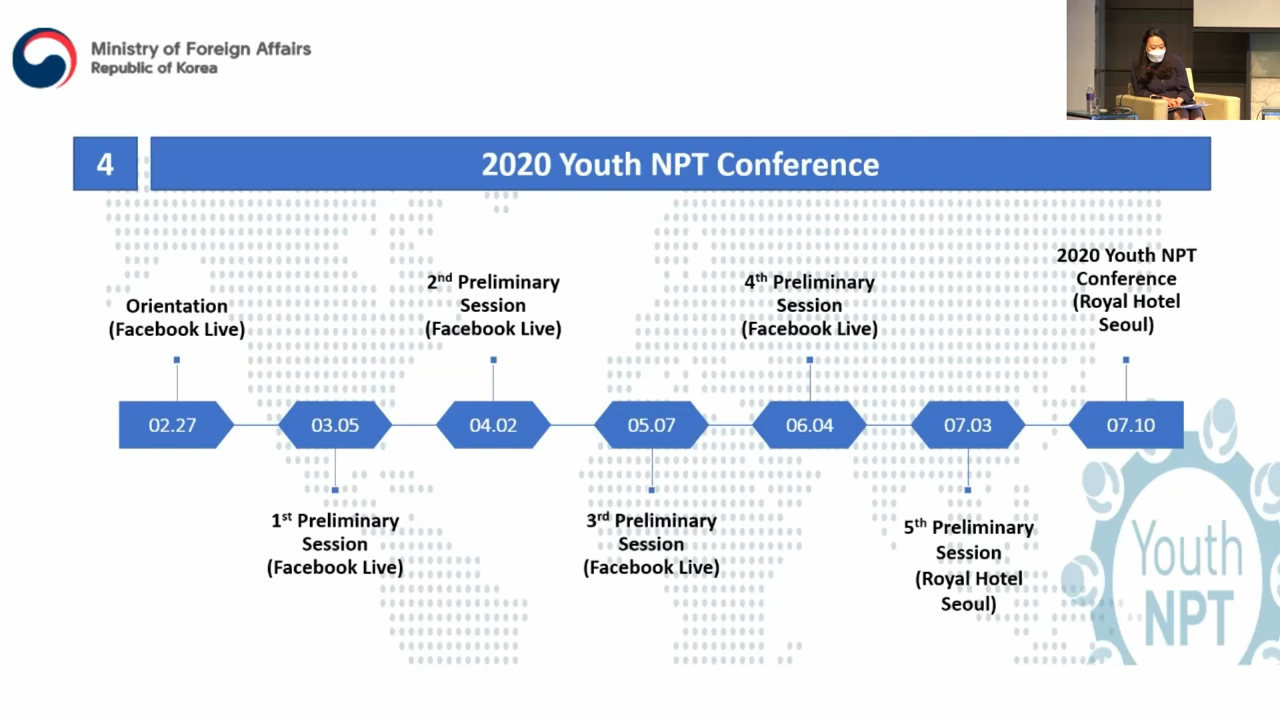 Ministry of Foreign Affairs
Republic of Korea
4
2020 Youth NPT Conference
Orientation
(Facebook Live)
2nd Preliminary
Session
(Facebook Live)
4th Preliminary
Session
(Facebook Live)
2020 Youth NPT
Conference
(Royal Hotel
Seoul)
02.27
03.05
04.02
05.07
06.04
07.03
07.10
1st Preliminary
Session
(Facebook Live)
3rd Preliminary
Session
(Facebook Live)
5th Preliminary
Session
(Royal Hotel
Seoul)
Youth
NPT